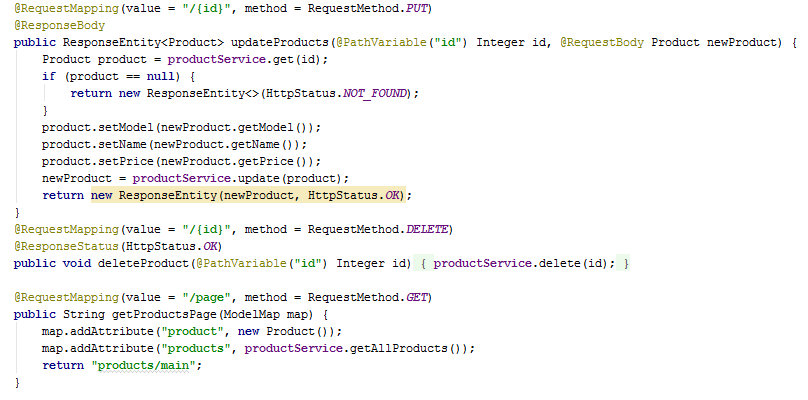 @RequestMapping(value = "/{id}", method = RequestMethod.PUT)
@ResponseBody
public ResponseEntity<Product> updateProducts(@PathVariable("id") Integer id, @RequestBody Product newProduct) {
    Product product = productService.get(id);
    if (product == null) {
        return new ResponseEntity<>(HttpStatus.NOT_FOUND);
    }
    product.setModel(newProduct.getModel());
    product.setName(newProduct.getName());
    product.setPrice(newProduct.getPrice());
    newProduct = productService.update(product);
    return new ResponseEntity(newProduct, HttpStatus.OK);
}
@RequestMapping(value = "/{id}", method = RequestMethod.DELETE)
@ResponseStatus(HttpStatus.OK)
public void deleteProduct(@PathVariable("id") Integer id) { productService.delete(id); }

@RequestMapping(value = "/page", method = RequestMethod.GET)
public String getProductsPage(ModelMap map) {
    map.addAttribute("product", new Product());
    map.addAttribute("products", productService.getAllProducts());
    return "products/main";
}